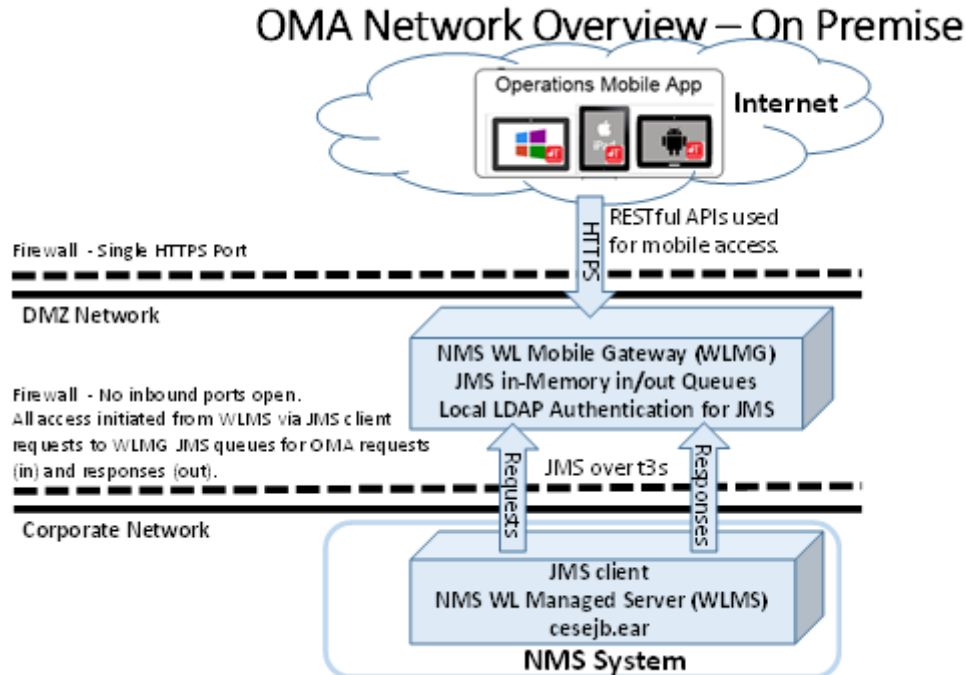 OMA Network Overview – On Premise
Operations Mobile App
Internet
iPad
RESTful APIs used
for mobile access.
HTTPS
Firewall - Single HTTPS Port
DMZ Network
NMS WL Mobile Gateway (WLMG)
JMS in-Memory in/out Queues
Local LDAP Authentication for JMS
Firewall - No inbound ports open.
All access initiated from WLMS via JMS client
requests to WLMG JMS queues for OMA requests
(in) and responses (out).
Requests
JMS over t3s
Responses
Corporate Network
JMS client
NMS WL Managed Server (WLMS)
cesejb.ear
NMS System